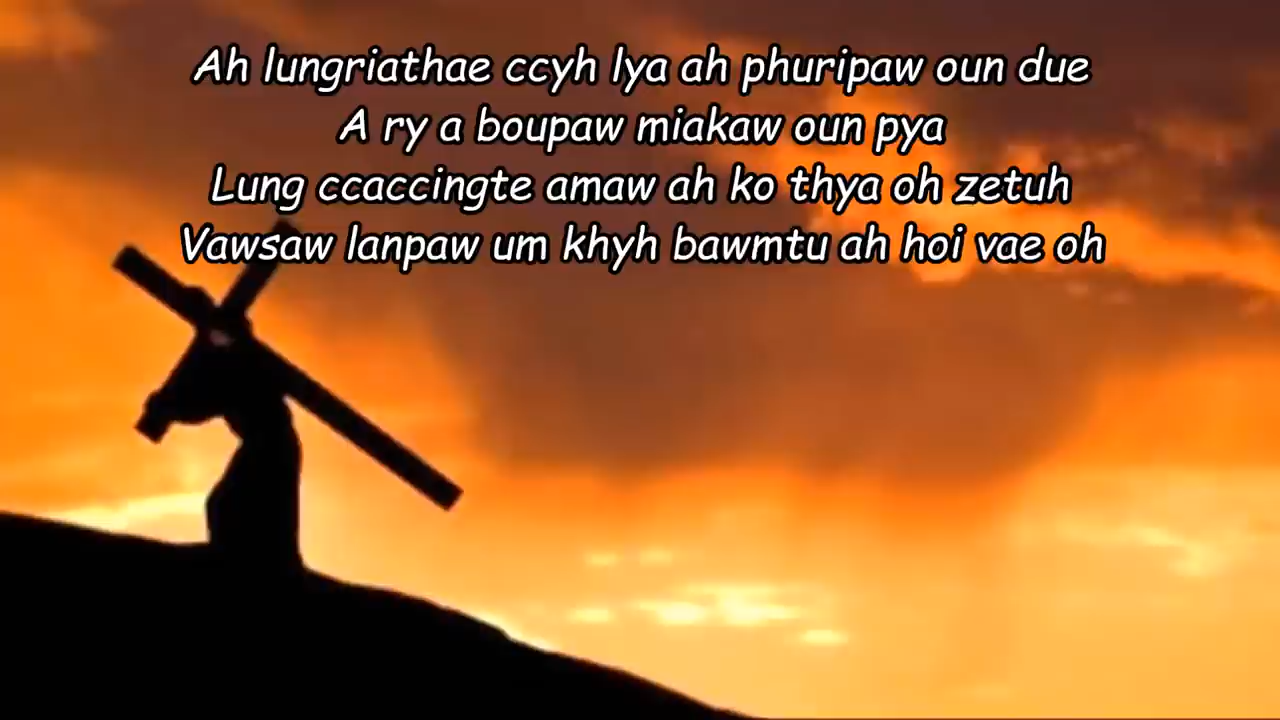 Ah lungriathae ccyh lya ah phuripaw oun due
A ry a boupaw miakaw oun pya
Lung ccaccingte amaw ah ko thya oh zetuh
Vawsaw lanpaw um khyh bawmtu ah hoi vae oh